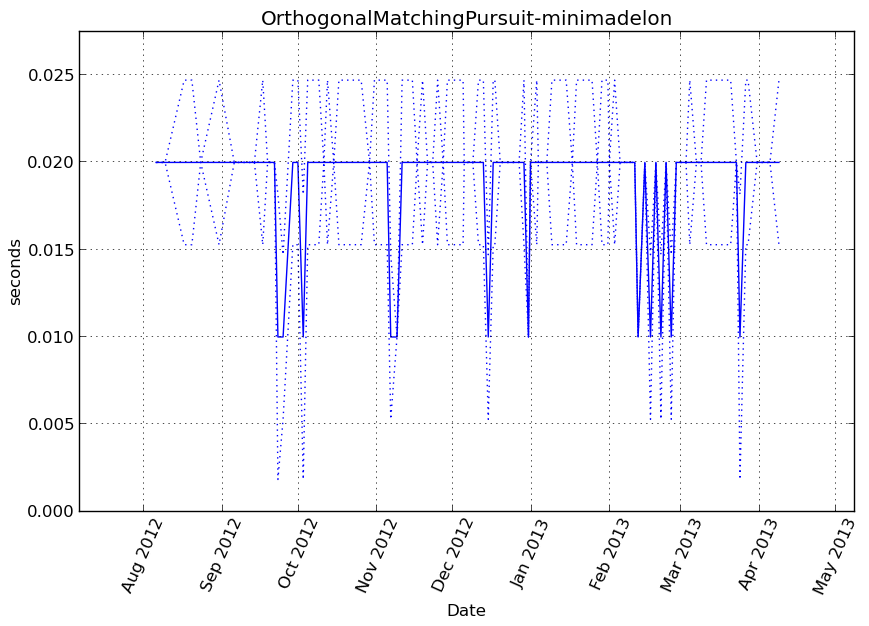 OrthogonalMatchingPursuit-minimadelon
0.025
0.020
0.015
0.010
0.005
0.000
seconds
Aug 2012
Sep 2012
Oct 2012
Nov 2012
Dec 2012
Jan 2013
Feb 2013
Mar 2013
Apr 2013
May 2013
Date